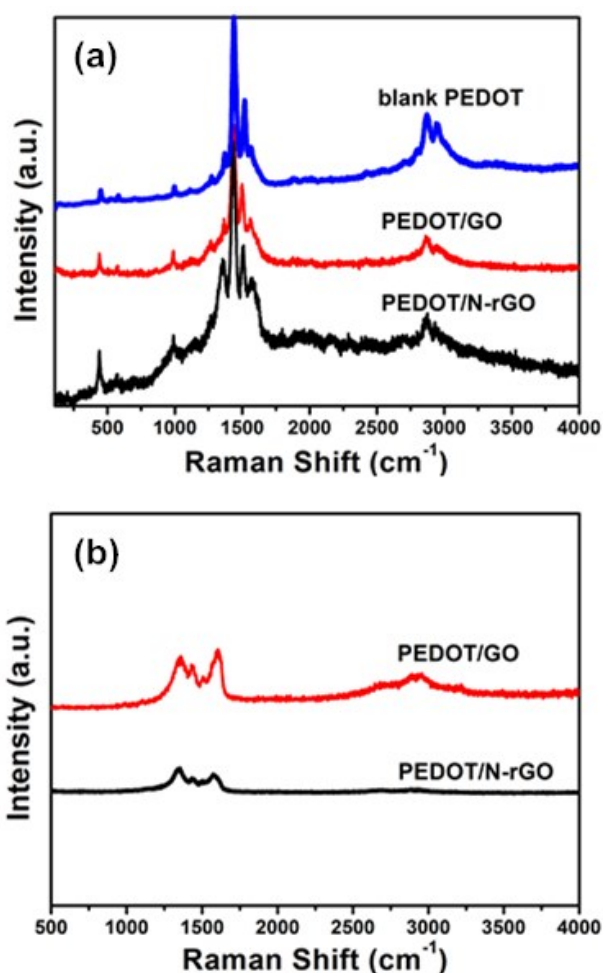 (a)
blank PEDOT
PEDOT/GO
PEDOT/N-rGO
Intensity (a.u.)
500 1000 1500 2000 2500 3000 3500 4000
Raman Shift (cm⁻¹)
(b)
PEDOT/GO
PEDOT/N-rGO
Intensity (a.u.)
500 1000 1500 2000 2500 3000 3500 4000
Raman Shift (cm⁻¹)